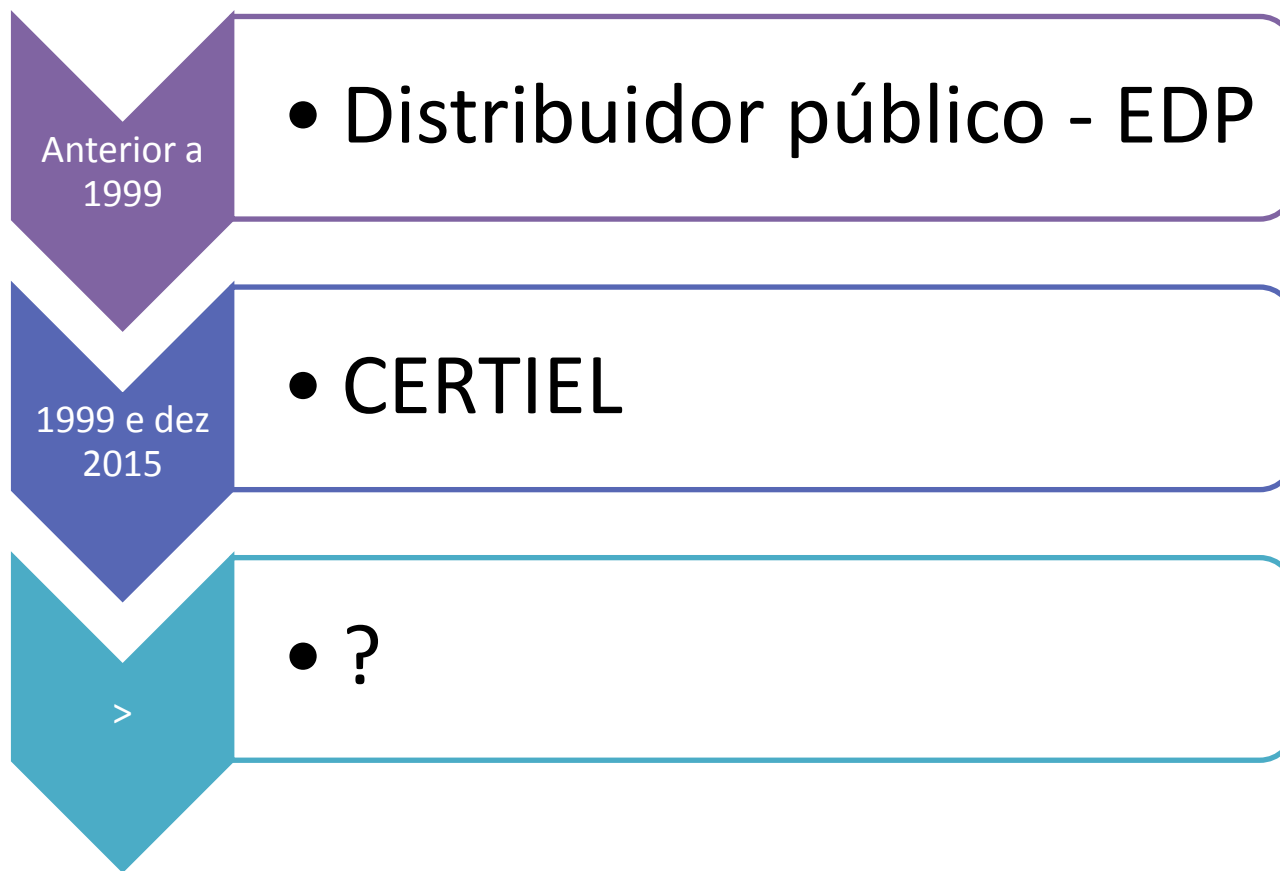 Anterior a
1999
• Distribuidor público - EDP
1999 e dez
2015
• CERTIEL
>
• ?